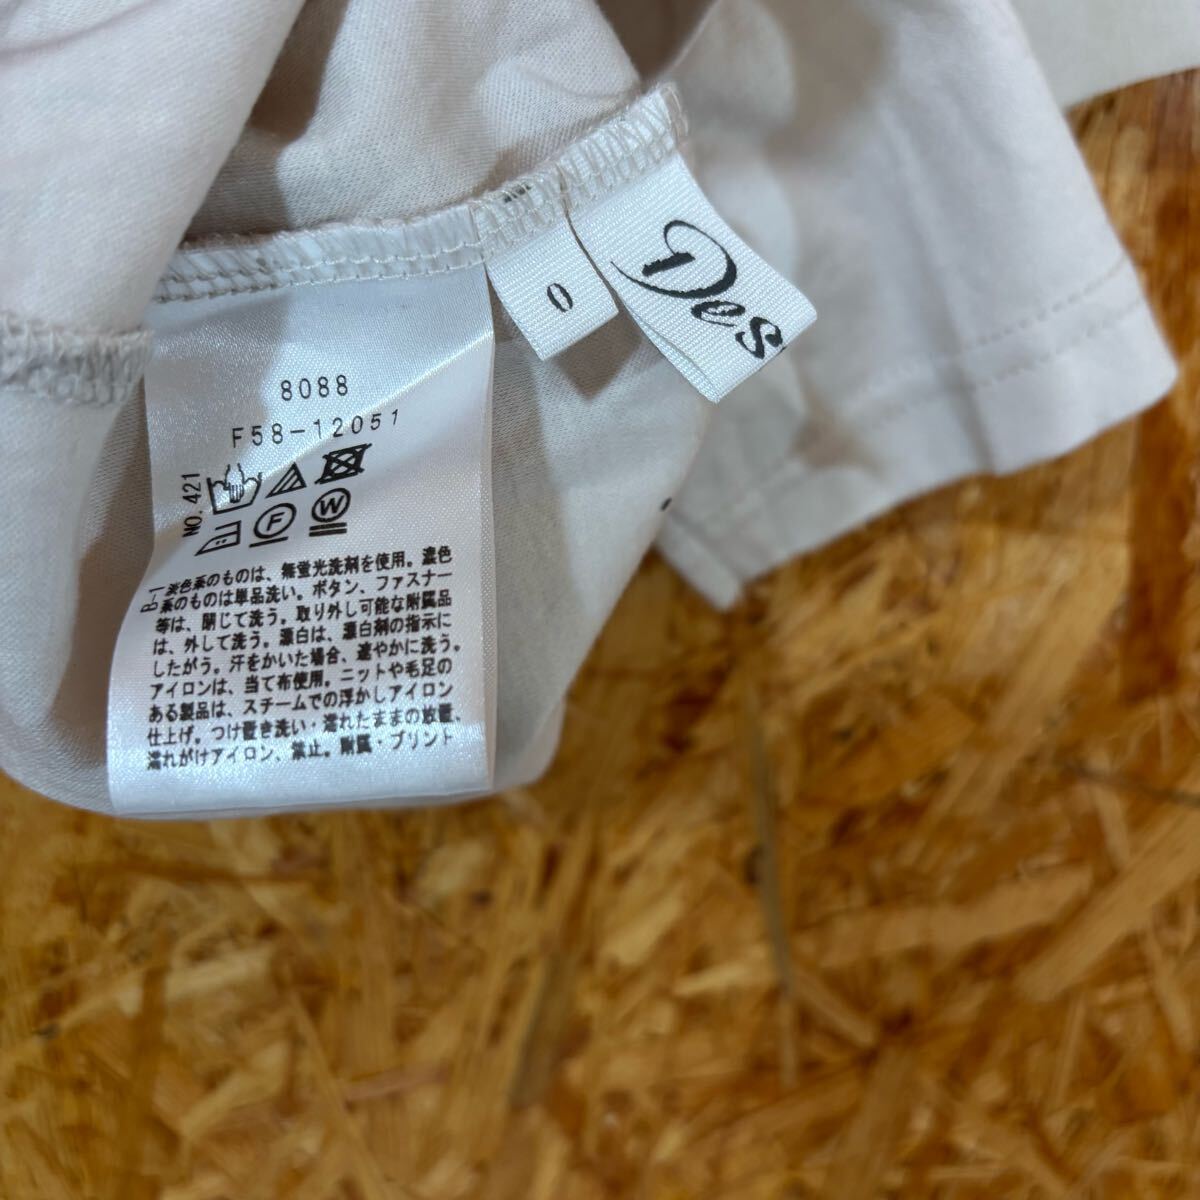 8088
F58-12051
NO.421
F
W
B-1
淡色系のものは、無蛍光洗剤を使用。濃色
系のものは単品洗い。ボタン、ファスナー
等は、閉じて洗う。取り外し可能な附属品
は、外して洗う。漂白は、漂白剤の指示に
したがう。汗をかいた場合、速やかに洗う。
アイロンは、当て布使用。ニットや毛足の
ある製品は、スチームでの浮かしアイロン
仕上げ。つけ置き洗い・濡れたままの放置、
濡れがけアイロン、禁止。附属・プリント
0
Des